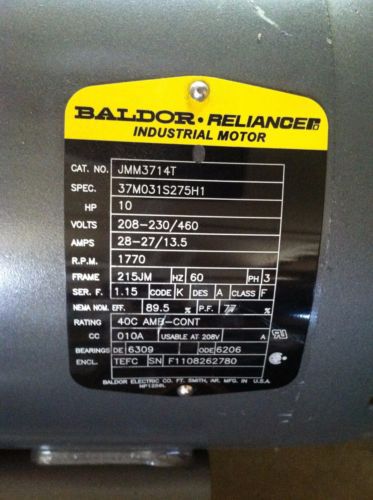 BALDOR • RELIANCER
INDUSTRIAL MOTOR
CAT. NO. JMM3714T
SPEC. 37M031S275H1
HP 10
VOLTS 208-230/460
AMPS 28-27/13.5
R.P.M. 1770
FRAME 215JM HZ 60 PH 3
SER. F. 1.15 CODE K DES A CLASS F
NEMA NOM. EFF. 89.5 % P.F. %
RATING 40C AMB-CONT
CC 010A USABLE AT 208V A
BEARINGS DE 6309 ODE 6206
ENCL. TEFC SN F1108262780
BALDOR ELECTRIC CO. FT. SMITH, AR. MFG. IN U.S.A.